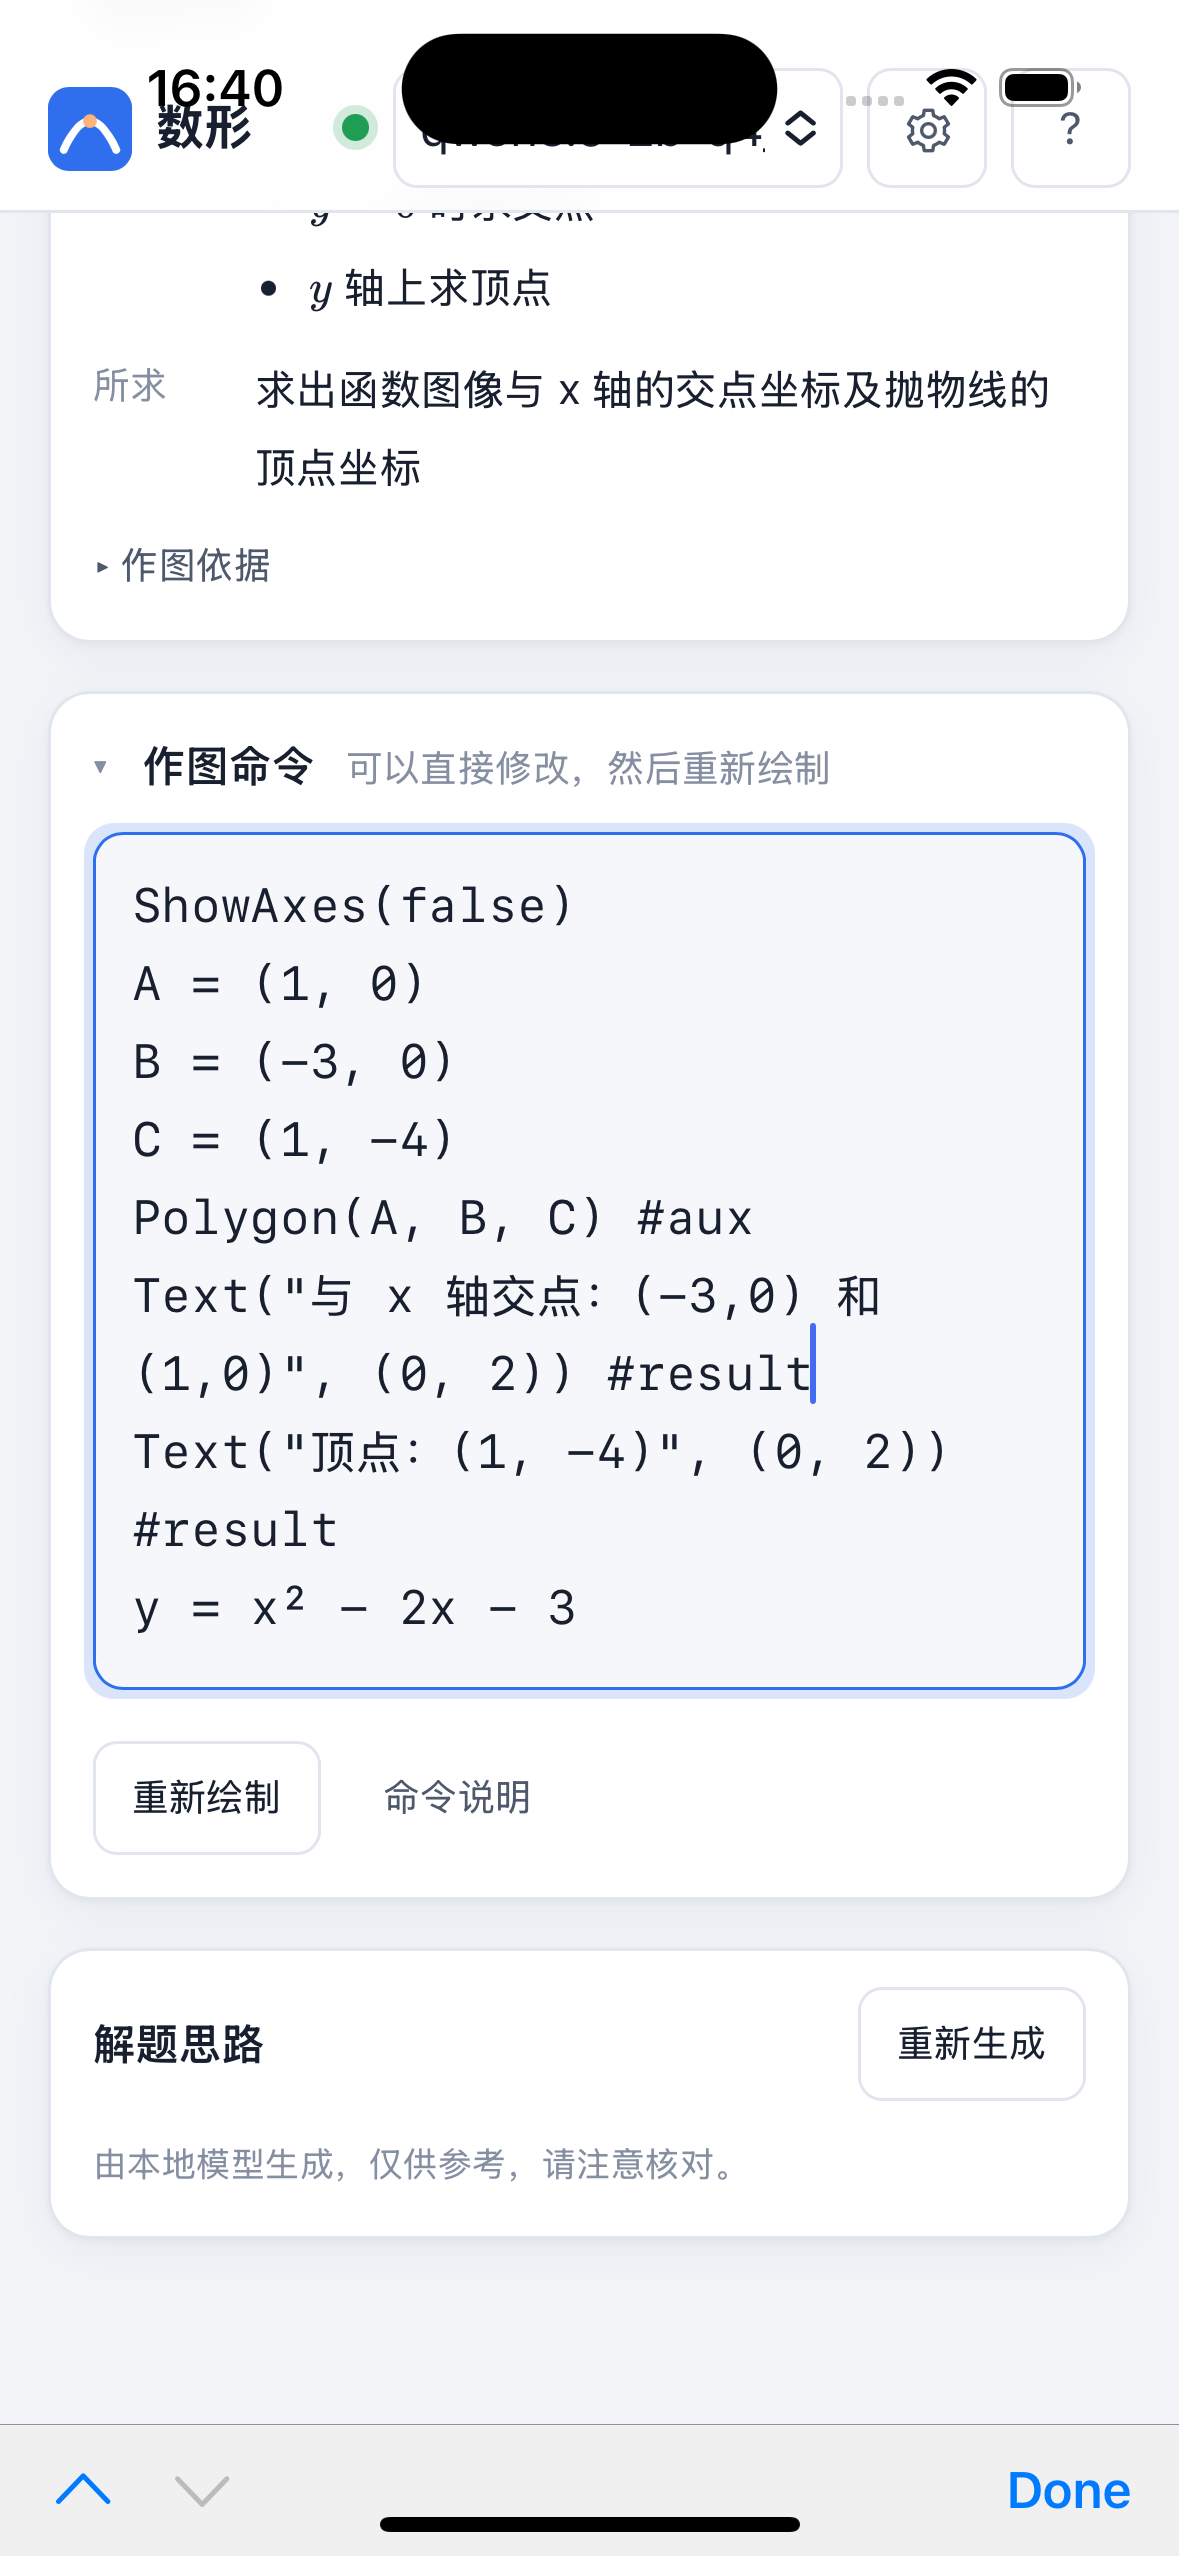 16:40
数形
?
y 轴上求顶点
所求
求出函数图像与 x 轴的交点坐标及抛物线的
顶点坐标
作图依据
作图命令 可以直接修改，然后重新绘制
ShowAxes(false)
A = (1, 0)
B = (−3, 0)
C = (1, −4)
Polygon(A, B, C) #aux
Text("与 x 轴交点：(−3,0) 和
(1,0)", (0, 2)) #result
Text("顶点：(1, −4)", (0, 2))
#result
y = x² − 2x − 3
重新绘制 命令说明
解题思路 重新生成
由本地模型生成，仅供参考，请注意核对。
Done